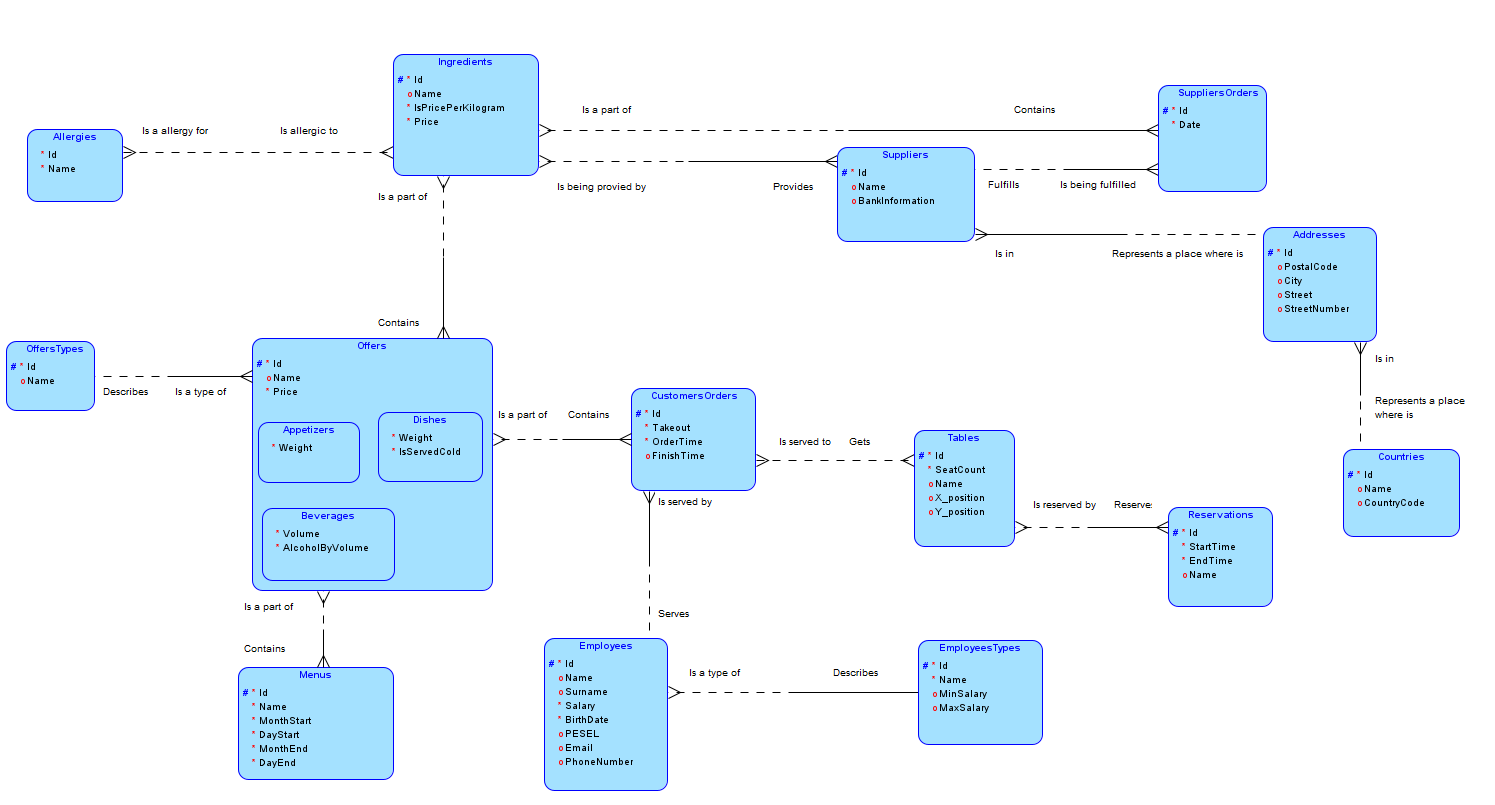 Ingredients
# * Id
o Name
* IsPricePerKilogram
* Price
Allergies
* Id
* Name
Is a allergy for
Is allergic to
Is a part of
Contains
SuppliersOrders
# * Id
* Date
Suppliers
# * Id
o Name
o BankInformation
Is being provied by
Provides
Fulfills
Is being fulfilled
Is a part of
Contains
Is in
Represents a place where is
Addresses
# * Id
o PostalCode
o City
o Street
o StreetNumber
Is in
Represents a place
where is
Countries
# * Id
o Name
o CountryCode
OffersTypes
# * Id
o Name
Describes
Is a type of
Offers
# * Id
o Name
* Price
Appetizers
* Weight
Dishes
* Weight
* IsServedCold
Beverages
* Volume
* AlcoholByVolume
Is a part of
Contains
CustomersOrders
# * Id
* Takeout
* OrderTime
o FinishTime
Is served to
Gets
Tables
# * Id
* SeatCount
o Name
o X_position
o Y_position
Is reserved by
Reserve
Reservations
# * Id
* StartTime
* EndTime
o Name
Is served by
Serves
Is a part of
Contains
Menus
# * Id
* Name
* MonthStart
* DayStart
* MonthEnd
* DayEnd
Employees
# * Id
o Name
o Surname
* Salary
* BirthDate
o PESEL
o Email
o PhoneNumber
Is a type of
Describes
EmployeesTypes
# * Id
* Name
o MinSalary
o MaxSalary